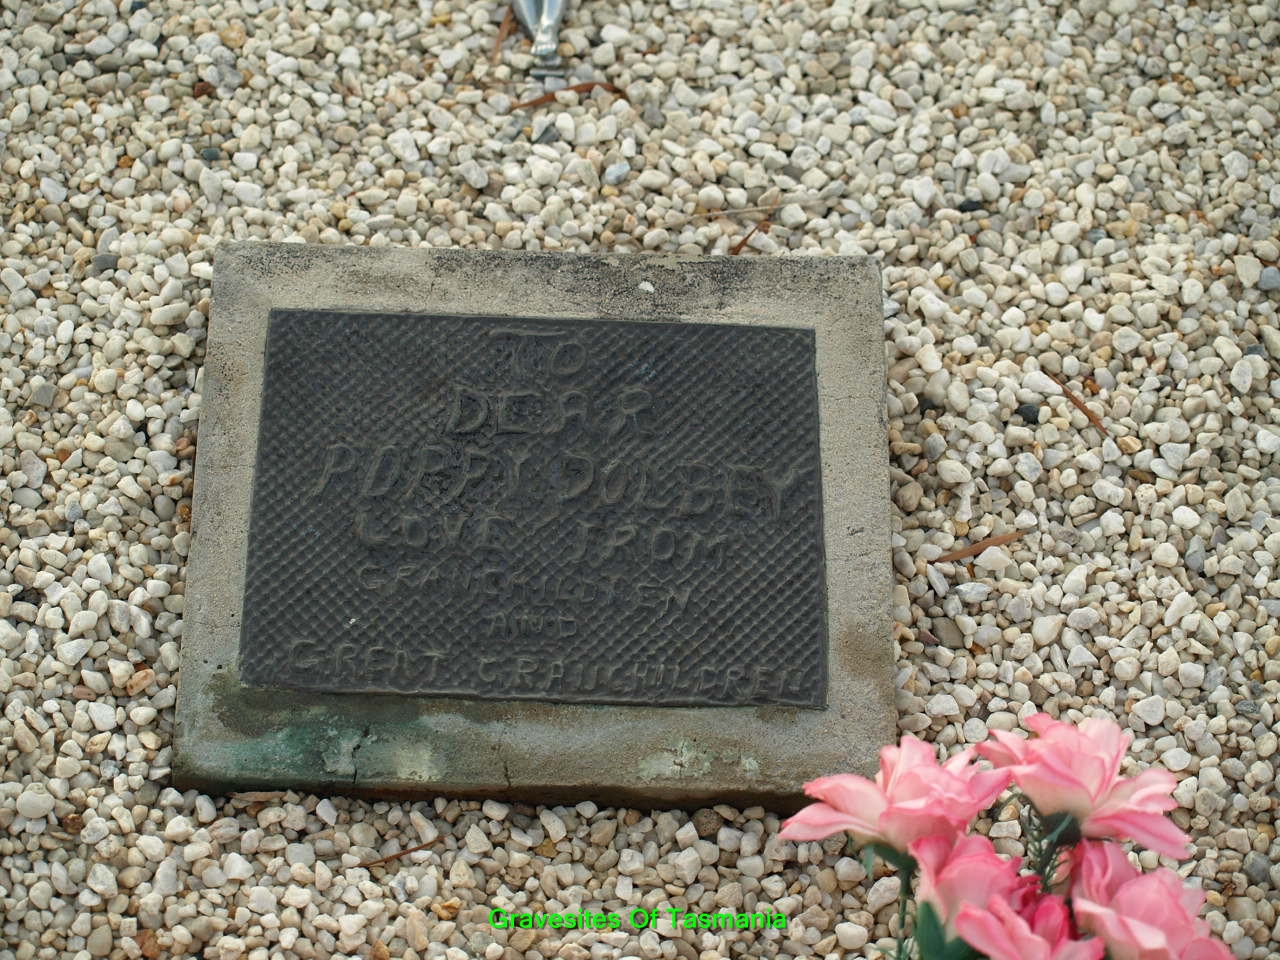 TO
DEAR
POPPY DOLBEY
LOVE FROM
GRANDCHILDREN
AND
GREAT GRANDCHILDREN
Gravesites Of Tasmania